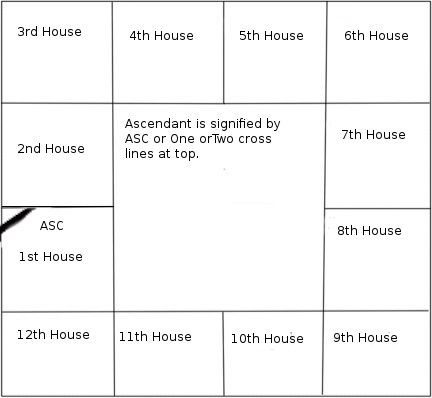 3rd House
4th House
5th House
6th House
2nd House
Ascendant is signified by
ASC or One orTwo cross
lines at top.
7th House
ASC
1st House
8th House
12th House
11th House
10th House
9th House